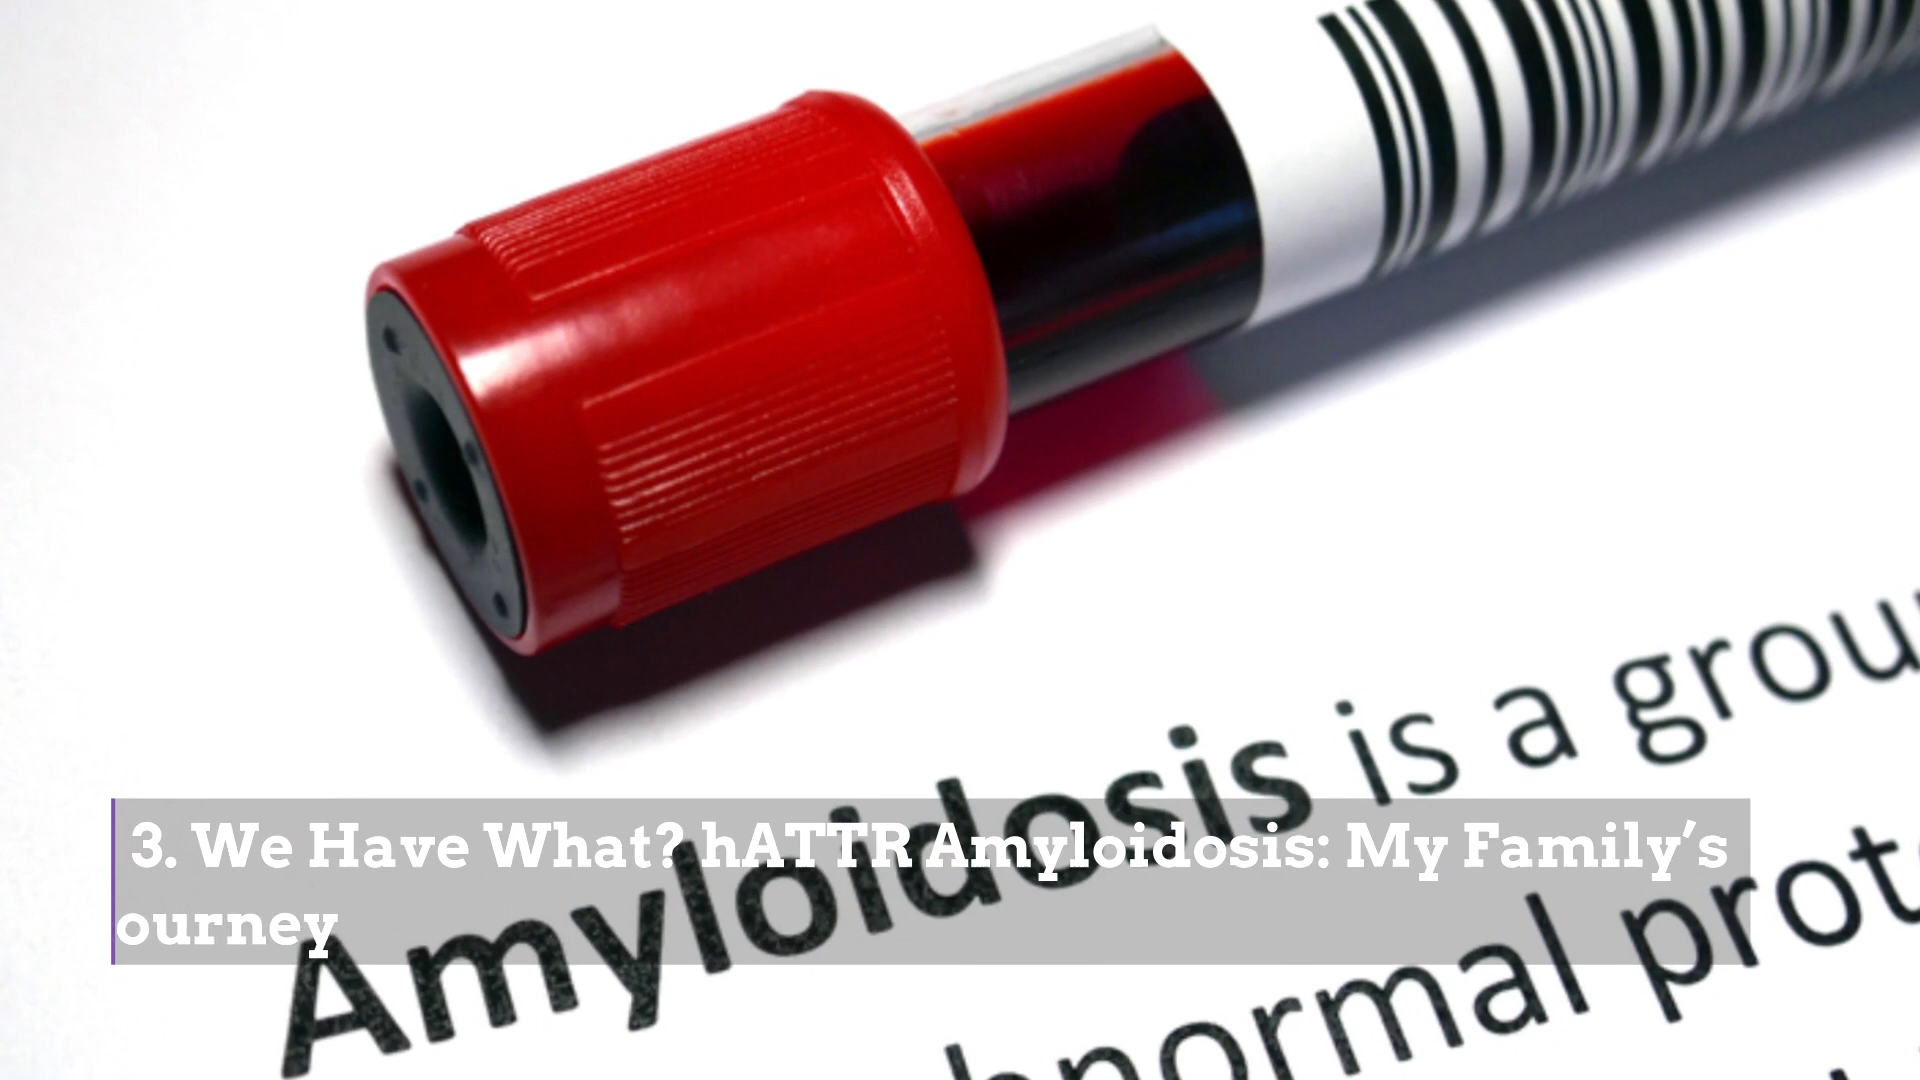 Amyloidosis is a grou
3. We Have What? hATTR Amyloidosis: My Family’s
ourney
bnormal prot